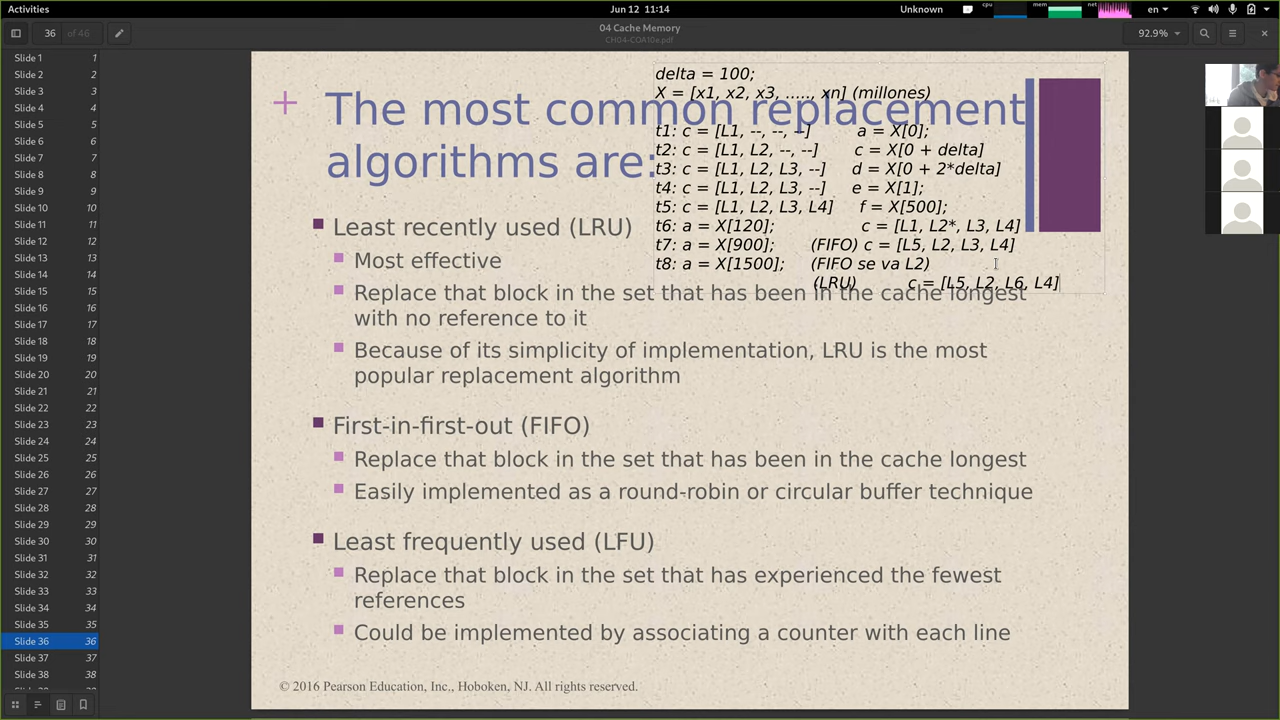 Activities
Jun 12 11:14
Unknown
cpu
mem
net
en
36 of 46
04 Cache Memory
CH04-COA10e.pdf
92.9%
Slide 1 1
Slide 2 2
Slide 3 3
Slide 4 4
Slide 5 5
Slide 6 6
Slide 7 7
Slide 8 8
Slide 9 9
Slide 10 10
Slide 11 11
Slide 12 12
Slide 13 13
Slide 14 14
Slide 15 15
Slide 16 16
Slide 17 17
Slide 18 18
Slide 19 19
Slide 20 20
Slide 21 21
Slide 22 22
Slide 23 23
Slide 24 24
Slide 25 25
Slide 26 26
Slide 27 27
Slide 28 28
Slide 29 29
Slide 30 30
Slide 31 31
Slide 32 32
Slide 33 33
Slide 34 34
Slide 35 35
Slide 36 36
Slide 37 37
Slide 38 38
+ The most common replacement
algorithms are:
delta = 100;
X = [x1, x2, x3, ....., xn] (millones)
t1: c = [L1, --, --, --] a = X[0];
t2: c = [L1, L2, --, --] c = X[0 + delta]
t3: c = [L1, L2, L3, --] d = X[0 + 2*delta]
t4: c = [L1, L2, L3, --] e = X[1];
t5: c = [L1, L2, L3, L4] f = X[500];
t6: a = X[120]; c = [L1, L2*, L3, L4]
t7: a = X[900]; (FIFO) c = [L5, L2, L3, L4]
t8: a = X[1500]; (FIFO se va L2)
(LRU) c = [L5, L2, L6, L4]
Least recently used (LRU)
Most effective
Replace that block in the set that has been in the cache longest
with no reference to it
Because of its simplicity of implementation, LRU is the most
popular replacement algorithm
First-in-first-out (FIFO)
Replace that block in the set that has been in the cache longest
Easily implemented as a round-robin or circular buffer technique
Least frequently used (LFU)
Replace that block in the set that has experienced the fewest
references
Could be implemented by associating a counter with each line
© 2016 Pearson Education, Inc., Hoboken, NJ. All rights reserved.